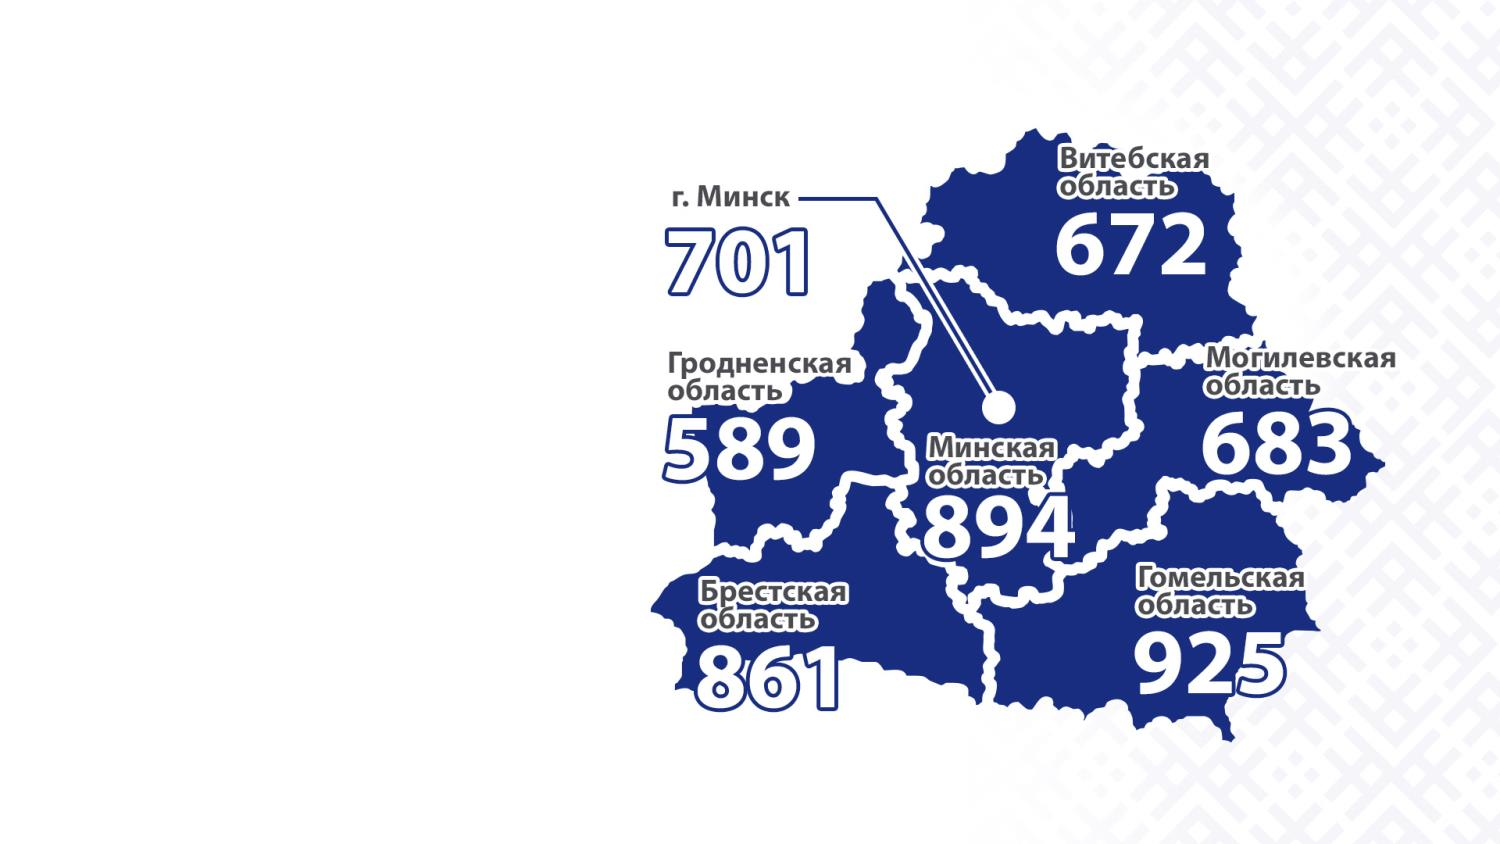 Витебская
область
672
г. Минск
701
Гродненская
область
589
Могилевская
область
683
Минская
область
894
Брестская
область
861
Гомельская
область
925